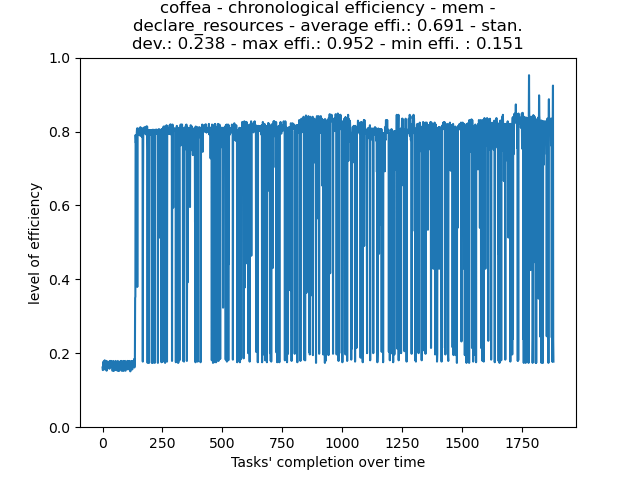 coffea - chronological efficiency - mem -
declare_resources - average effi.: 0.691 - stan.
dev.: 0.238 - max effi.: 0.952 - min effi. : 0.151
1.0
0.8
0.6
0.4
0.2
0.0
level of efficiency
0 250 500 750 1000 1250 1500 1750
Tasks' completion over time